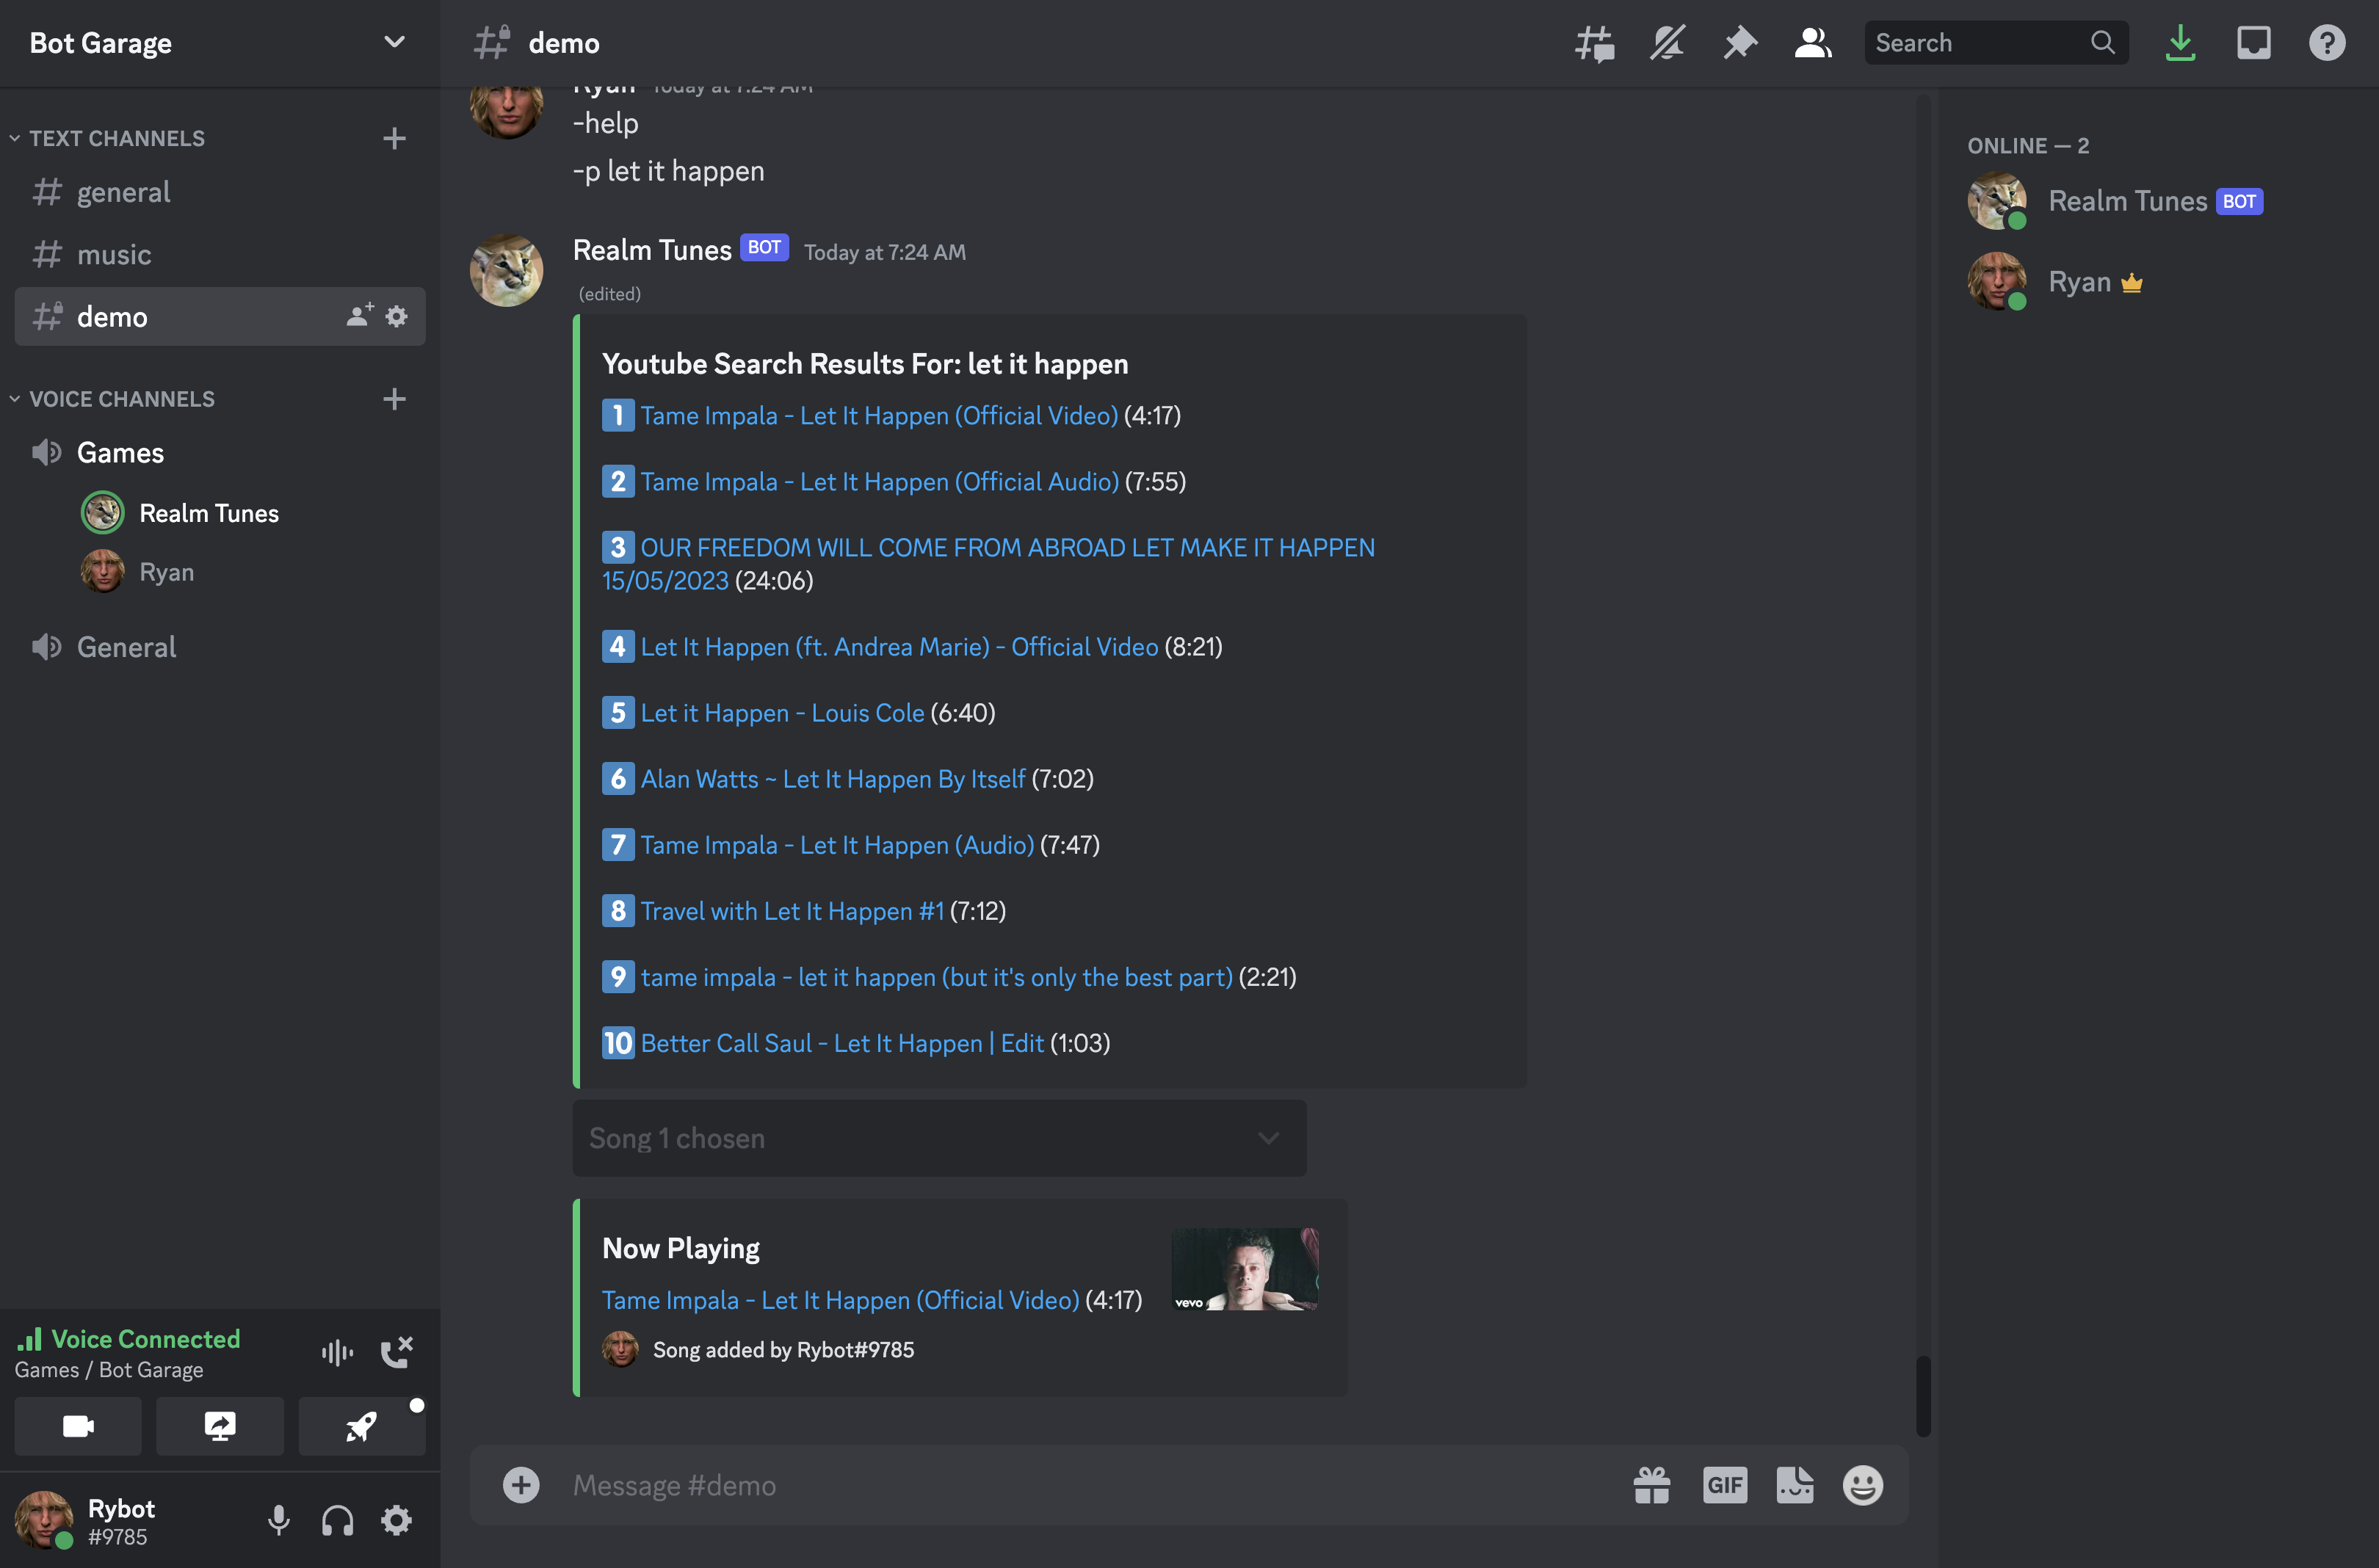 Bot Garage
TEXT CHANNELS
general
music
demo
VOICE CHANNELS
Games
Realm Tunes
Ryan
General
Voice Connected
Games / Bot Garage
Rybot
#9785
demo
Search
Ryan Today at 7:24 AM
-help
-p let it happen
Realm Tunes BOT Today at 7:24 AM
(edited)
Youtube Search Results For: let it happen
1 Tame Impala - Let It Happen (Official Video) (4:17)
2 Tame Impala - Let It Happen (Official Audio) (7:55)
3 OUR FREEDOM WILL COME FROM ABROAD LET MAKE IT HAPPEN
15/05/2023 (24:06)
4 Let It Happen (ft. Andrea Marie) - Official Video (8:21)
5 Let it Happen - Louis Cole (6:40)
6 Alan Watts ~ Let It Happen By Itself (7:02)
7 Tame Impala - Let It Happen (Audio) (7:47)
8 Travel with Let It Happen #1 (7:12)
9 tame impala - let it happen (but it's only the best part) (2:21)
10 Better Call Saul - Let It Happen | Edit (1:03)
Song 1 chosen
Now Playing
Tame Impala - Let It Happen (Official Video) (4:17)
vevo
Song added by Rybot#9785
Message #demo
GIF
ONLINE — 2
Realm Tunes BOT
Ryan